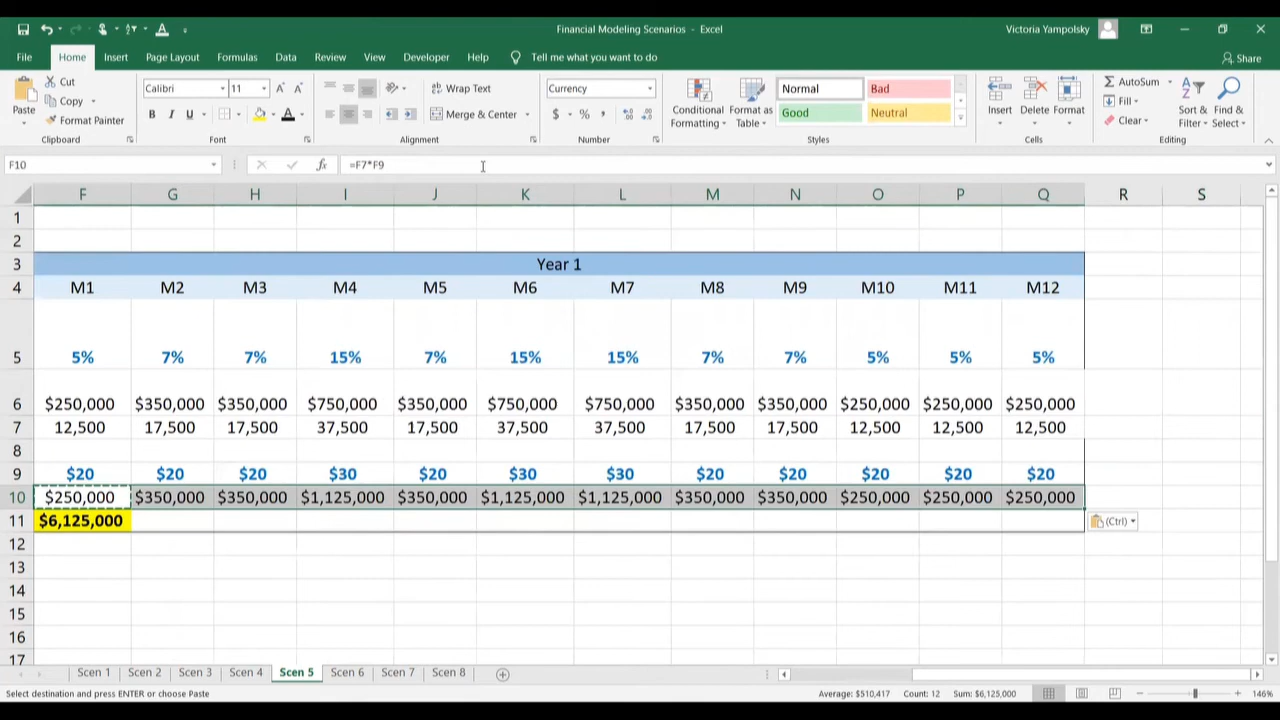 Financial Modeling Scenarios - Excel
Victoria Yampolsky
File Home Insert Page Layout Formulas Data Review View Developer Help Tell me what you want to do Share
Cut Calibri 11 Wrap Text Currency Normal Bad AutoSum
Paste Copy Conditional Format as Insert Delete Format Fill Sort & Find &
Format Painter Merge & Center $ % , Formatting Table Good Neutral Clear Filter Select
Clipboard Font Alignment Number Styles Cells Editing
F10 fx =F7*F9
F G H I J K L M N O P Q R S
1
2
3 Year 1
4 M1 M2 M3 M4 M5 M6 M7 M8 M9 M10 M11 M12
5 5% 7% 7% 15% 7% 15% 15% 7% 7% 5% 5% 5%
6 $250,000 $350,000 $350,000 $750,000 $350,000 $750,000 $750,000 $350,000 $350,000 $250,000 $250,000 $250,000
7 12,500 17,500 17,500 37,500 17,500 37,500 37,500 17,500 17,500 12,500 12,500 12,500
8
9 $20 $20 $20 $30 $20 $30 $30 $20 $20 $20 $20 $20
10 $250,000 $350,000 $350,000 $1,125,000 $350,000 $1,125,000 $1,125,000 $350,000 $350,000 $250,000 $250,000 $250,000
11 $6,125,000 (Ctrl)
12
13
14
15
16
17
Scen 1 Scen 2 Scen 3 Scen 4 Scen 5 Scen 6 Scen 7 Scen 8
Select destination and press ENTER or choose Paste Average: $510,417 Count: 12 Sum: $6,125,000 146%